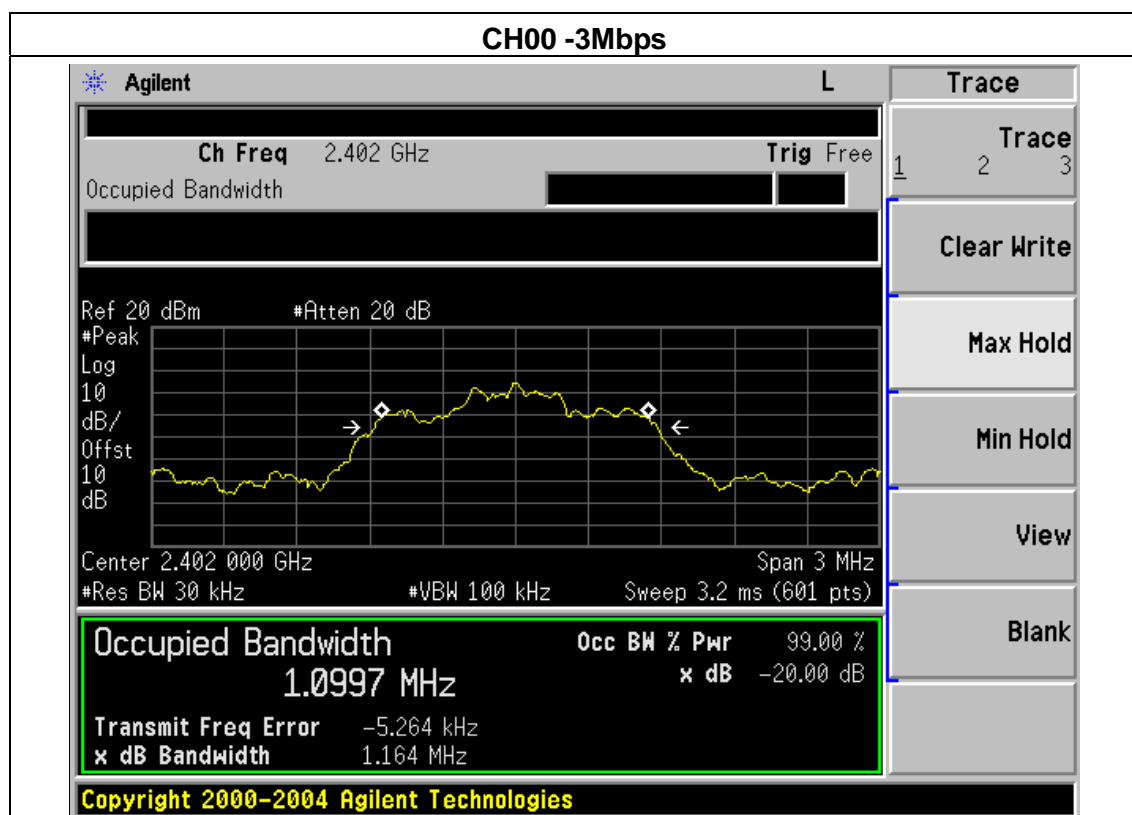 CH00 -3Mbps
Agilent L Trace
Ch Freq 2.402 GHz Trig Free
Occupied Bandwidth
Trace
1 2 3
Clear Write
Max Hold
Min Hold
View
Blank
Ref 20 dBm #Atten 20 dB
#Peak
Log
10
dB/
Offst
10
dB
Center 2.402 000 GHz Span 3 MHz
#Res BW 30 kHz #VBW 100 kHz Sweep 3.2 ms (601 pts)
Occupied Bandwidth Occ BW % Pwr 99.00 %
1.0997 MHz x dB -20.00 dB
Transmit Freq Error -5.264 kHz
x dB Bandwidth 1.164 MHz
Copyright 2000-2004 Agilent Technologies